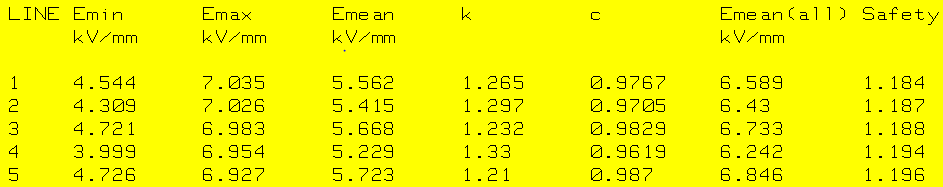 LINE Emin Emax Emean k c Emean(all) Safety
kV/mm kV/mm kV/mm kV/mm
1 4.544 7.035 5.562 1.265 0.9767 6.589 1.184
2 4.309 7.026 5.415 1.297 0.9705 6.43 1.187
3 4.721 6.983 5.668 1.232 0.9829 6.733 1.188
4 3.999 6.954 5.229 1.33 0.9619 6.242 1.194
5 4.726 6.927 5.723 1.21 0.987 6.846 1.196